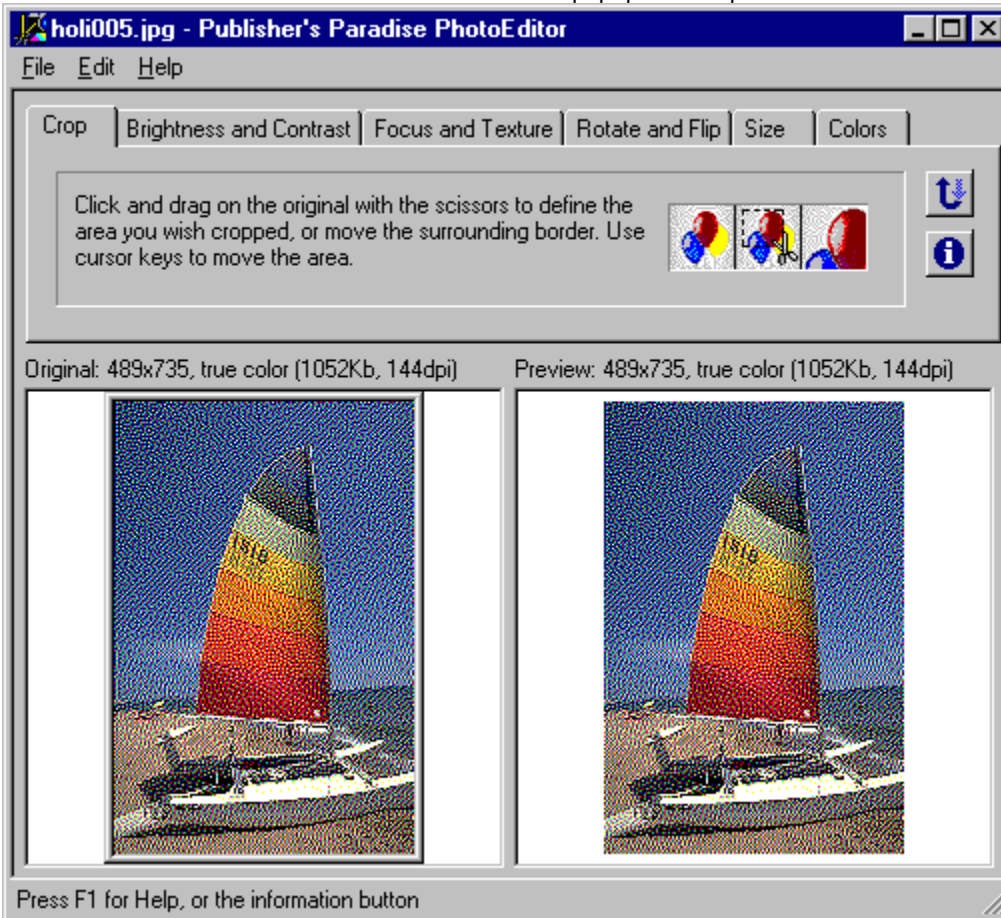 holi005.jpg - Publisher's Paradise PhotoEditor
File Edit Help
Crop Brightness and Contrast Focus and Texture Rotate and Flip Size Colors
Click and drag on the original with the scissors to define the
area you wish cropped, or move the surrounding border. Use
cursor keys to move the area.
Original: 489x735, true color (1052Kb, 144dpi) Preview: 489x735, true color (1052Kb, 144dpi)
Press F1 for Help, or the information button